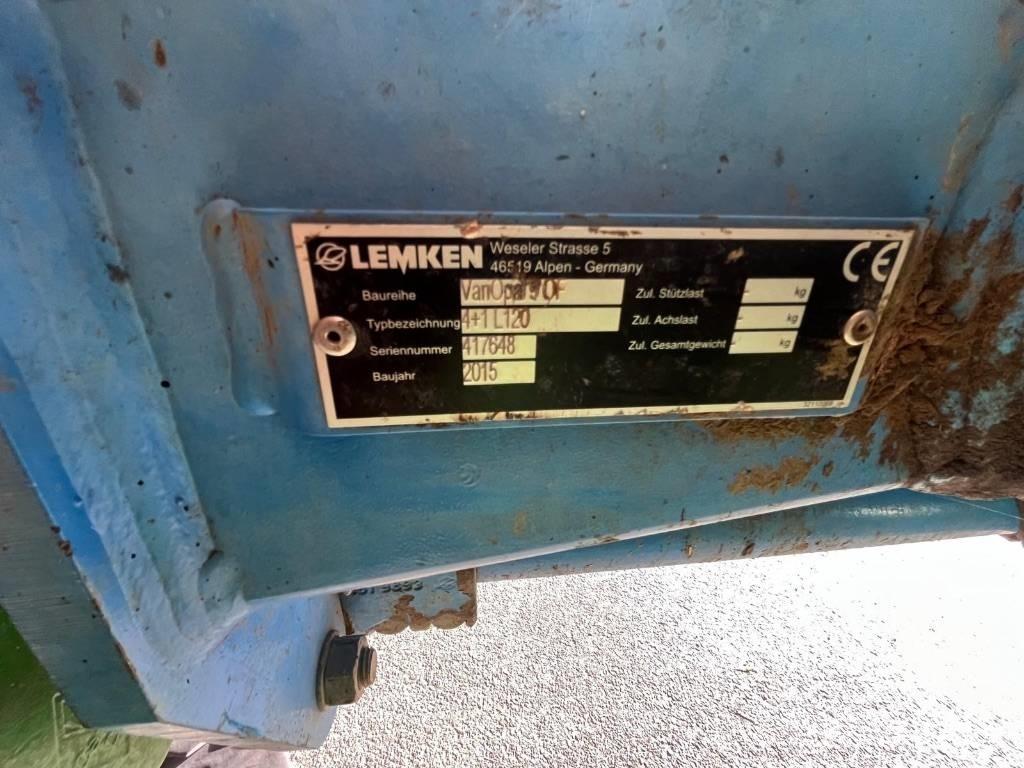 LEMKEN Weseler Strasse 5
46519 Alpen - Germany
Baureihe
Zul. Stützlast - kg
Typbezeichnung 4+1 L120
Zul. Achslast - kg
Seriennummer 417648
Zul. Gesamtgewicht - kg
Baujahr 2015
CE